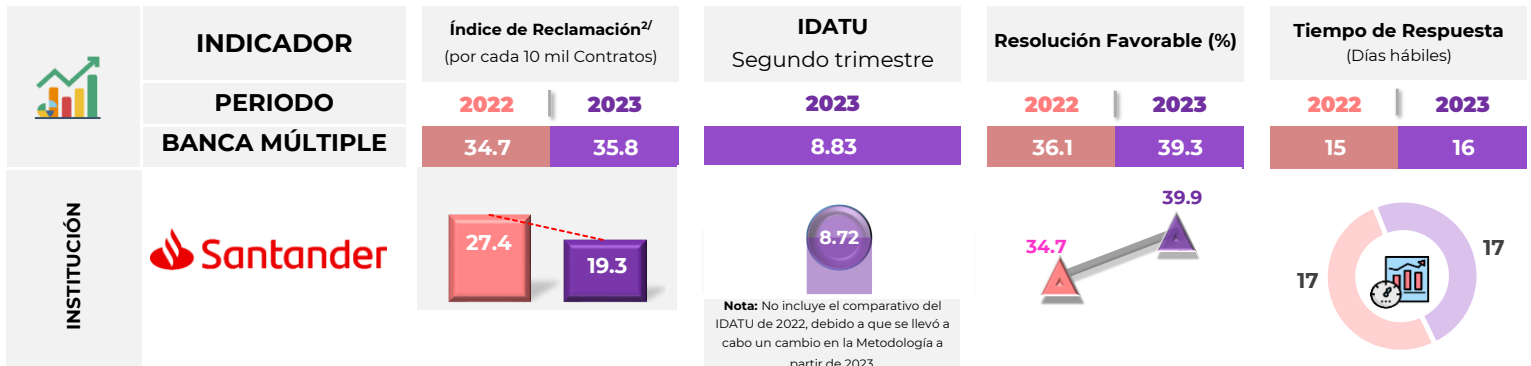 INDICADOR
Índice de Reclamación2/
(por cada 10 mil Contratos)
IDATU
Segundo trimestre
Resolución Favorable (%)
Tiempo de Respuesta
(Días hábiles)
PERIODO
2022
2023
2023
2022
2023
2022
2023
BANCA MÚLTIPLE
34.7
35.8
8.83
36.1
39.3
15
16
INSTITUCIÓN
Santander
27.4
19.3
8.72
Nota: No incluye el comparativo del
IDATU de 2022, debido a que se llevó a
cabo un cambio en la Metodología a
partir de 2023
34.7
39.9
17
17